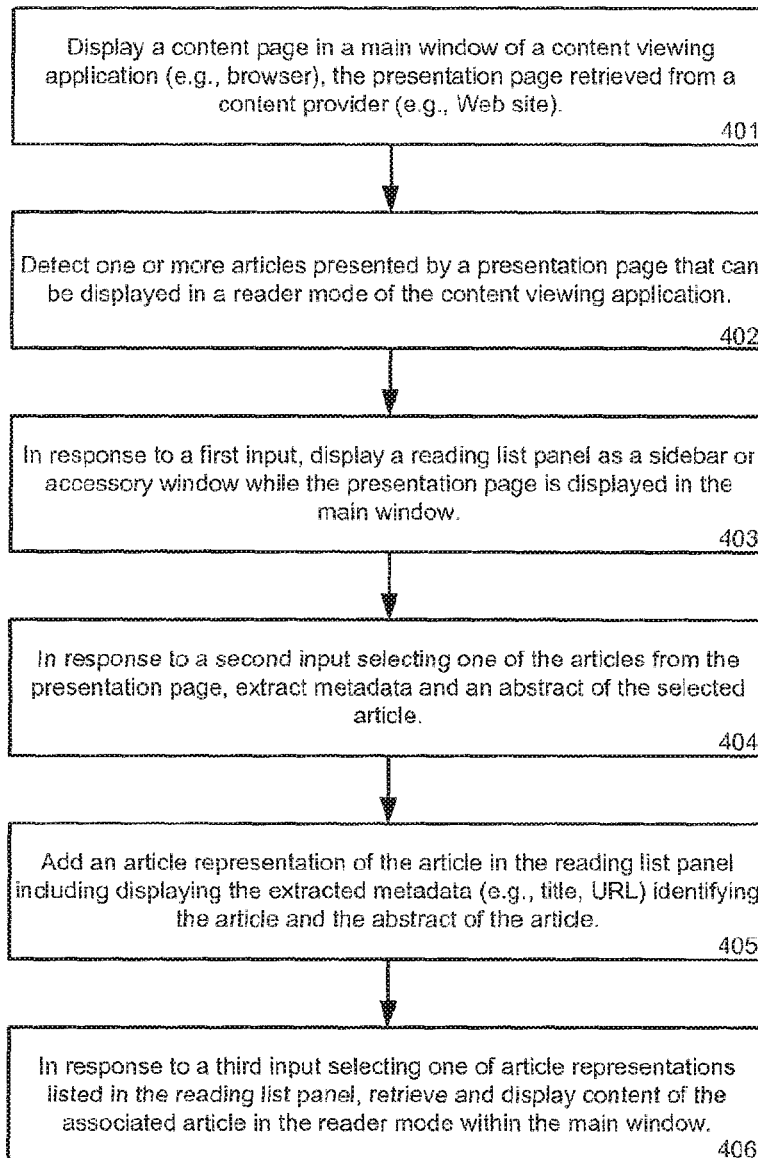 Display a content page in a main window of a content viewing
application (e.g., browser), the presentation page retrieved from a
content provider (e.g., Web site).
401
Detect one or more articles presented by a presentation page that can
be displayed in a reader mode of the content viewing application.
402
In response to a first input, display a reading list panel as a sidebar or
accessory window while the presentation page is displayed in the
main window.
403
In response to a second input selecting one of the articles from the
presentation page, extract metadata and an abstract of the selected
article.
404
Add an article representation of the article in the reading list panel
including displaying the extracted metadata (e.g., title, URL) identifying
the article and the abstract of the article.
405
In response to a third input selecting one of article representations
listed in the reading list panel, retrieve and display content of the
associated article in the reader mode within the main window.
406